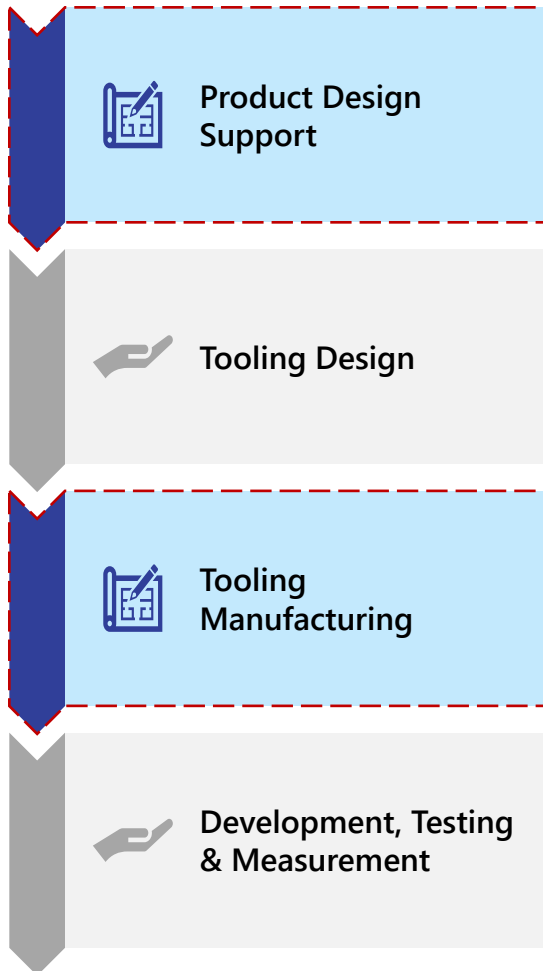 Product Design
Support
Tooling Design
Tooling
Manufacturing
Development, Testing
& Measurement